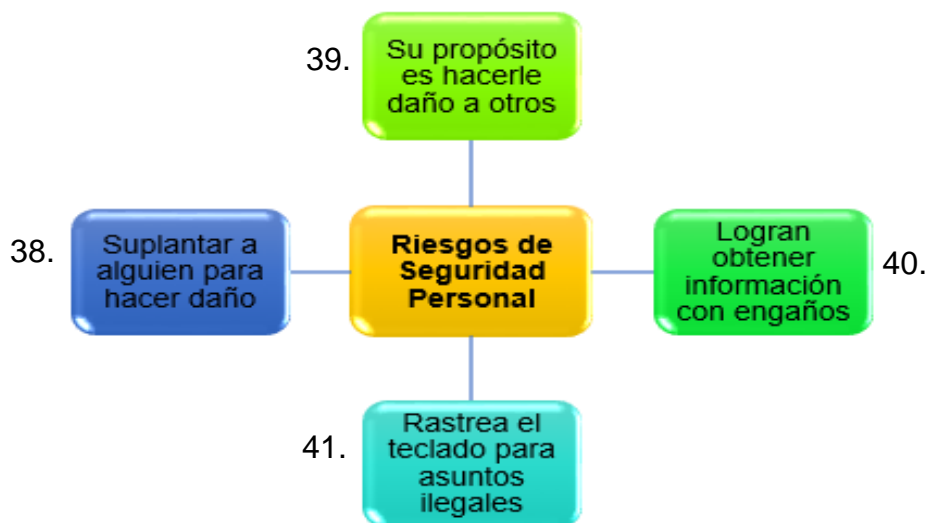 39.
Su propósito
es hacerle
daño a otros
38.
Suplantar a
alguien para
hacer daño
Riesgos de
Seguridad
Personal
Logran
obtener
información
con engaños
40.
41.
Rastrea el
teclado para
asuntos
ilegales